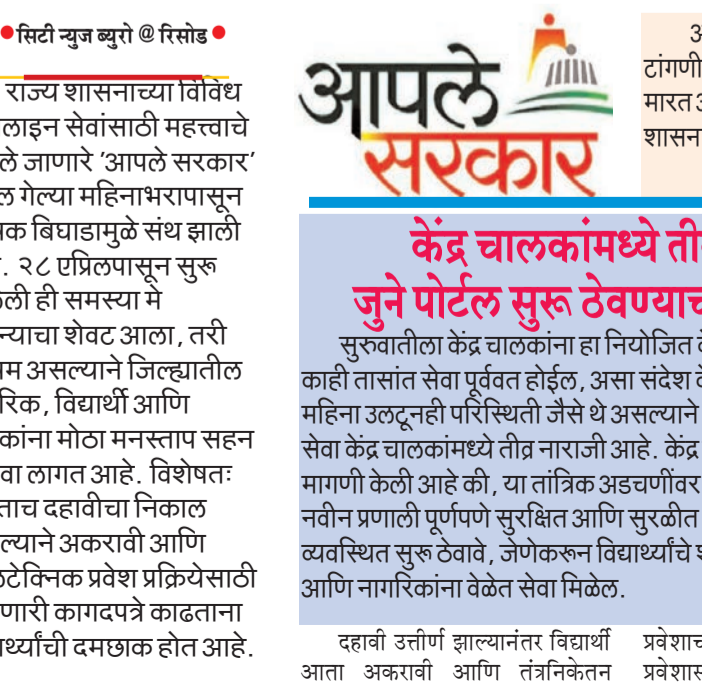 सिटी न्युज ब्युरो @ रिसोड
राज्य शासनाच्या विविध
लाइन सेवांसाठी महत्त्वाचे
ले जाणारे 'आपले सरकार'
ल गेल्या महिनाभरापासून
बिघाडामुळे संथ झाली
. २८ एप्रिलपासून सुरू
ेली ही समस्या मे
न्याचा शेवट आला, तरी
म असल्याने जिल्ह्यातील
रिक, विद्यार्थी आणि
कांना मोठा मनस्ताप सहन
वा लागत आहे. विशेषतः
ताच दहावीचा निकाल
ल्याने अकरावी आणि
टेक्निक प्रवेश प्रक्रियेसाठी
णारी कागदपत्रे काढताना
र्थ्यांची दमछाक होत आहे.
आपले
सरकार
केंद्र चालकांमध्ये
जुने पोर्टल सुरू
सुरुवातीला केंद्र चालकांना हा नियोजित
काही तासांत सेवा पूर्ववत होईल, असा संदेश
महिना उलटूनही परिस्थिती जैसे थे असल्याने
सेवा केंद्र चालकांमध्ये तीव्र नाराजी आहे. केंद्र
मागणी केली आहे की, या तांत्रिक अडचणींवर
नवीन प्रणाली पूर्णपणे सुरक्षित आणि सुरळीत
व्यवस्थित सुरू ठेवावे, जेणेकरून विद्यार्थ्यांचे
आणि नागरिकांना वेळेत सेवा मिळेल.
दहावी उत्तीर्ण झाल्यानंतर विद्यार्थी
आता अकरावी आणि तंत्रनिकेतन
टांगणी
मारत
शासन
प्रवेशाच
प्रवेशास